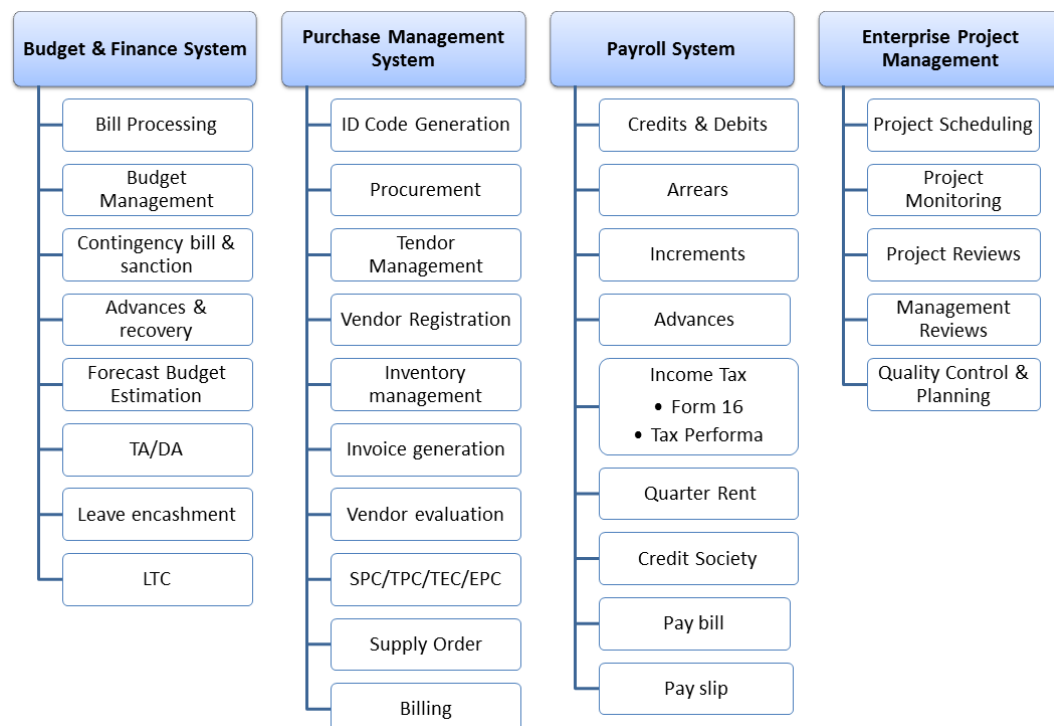 Budget & Finance System
Bill Processing
Budget
Management
Contingency bill &
sanction
Advances &
recovery
Forecast Budget
Estimation
TA/DA
Leave encashment
LTC
Purchase Management
System
ID Code Generation
Procurement
Tendor
Management
Vendor Registration
Inventory
management
Invoice generation
Vendor evaluation
SPC/TPC/TEC/EPC
Supply Order
Billing
Payroll System
Credits & Debits
Arrears
Increments
Advances
Income Tax
• Form 16
• Tax Performa
Quarter Rent
Credit Society
Pay bill
Pay slip
Enterprise Project
Management
Project Scheduling
Project
Monitoring
Project Reviews
Management
Reviews
Quality Control &
Planning